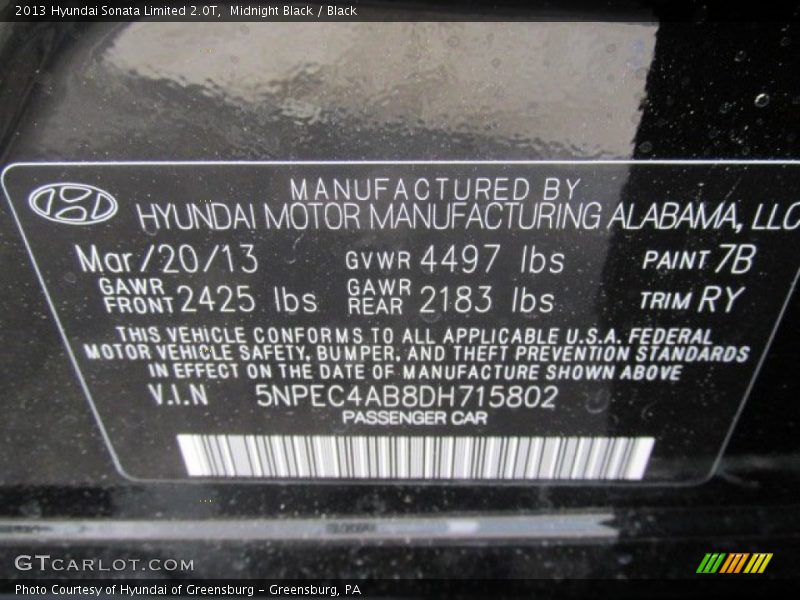 2013 Hyundai Sonata Limited 2.0T, Midnight Black / Black
MANUFACTURED BY
HYUNDAI MOTOR MANUFACTURING ALABAMA, LLC
Mar/20/13 GVWR 4497 lbs PAINT 7B
GAWR FRONT 2425 lbs GAWR REAR 2183 lbs TRIM RY
THIS VEHICLE CONFORMS TO ALL APPLICABLE U.S.A. FEDERAL
MOTOR VEHICLE SAFETY, BUMPER, AND THEFT PREVENTION STANDARDS
IN EFFECT ON THE DATE OF MANUFACTURE SHOWN ABOVE
V.I.N 5NPEC4AB8DH715802
PASSENGER CAR
GTCARLOT.COM
Photo Courtesy of Hyundai of Greensburg - Greensburg, PA